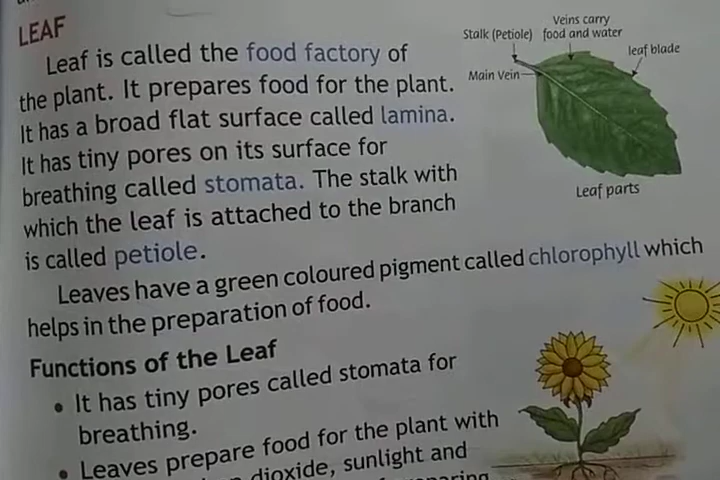 LEAF
Leaf is called the food factory of
the plant. It prepares food for the plant.
It has a broad flat surface called lamina.
It has tiny pores on its surface for
breathing called stomata. The stalk with
which the leaf is attached to the branch
is called petiole.
Stalk (Petiole)
Veins carry
food and water
leaf blade
Main Vein
Leaf parts
Leaves have a green coloured pigment called chlorophyll which
helps in the preparation of food.
Functions of the Leaf
• It has tiny pores called stomata for
breathing.
• Leaves prepare food for the plant with
dioxide, sunlight and